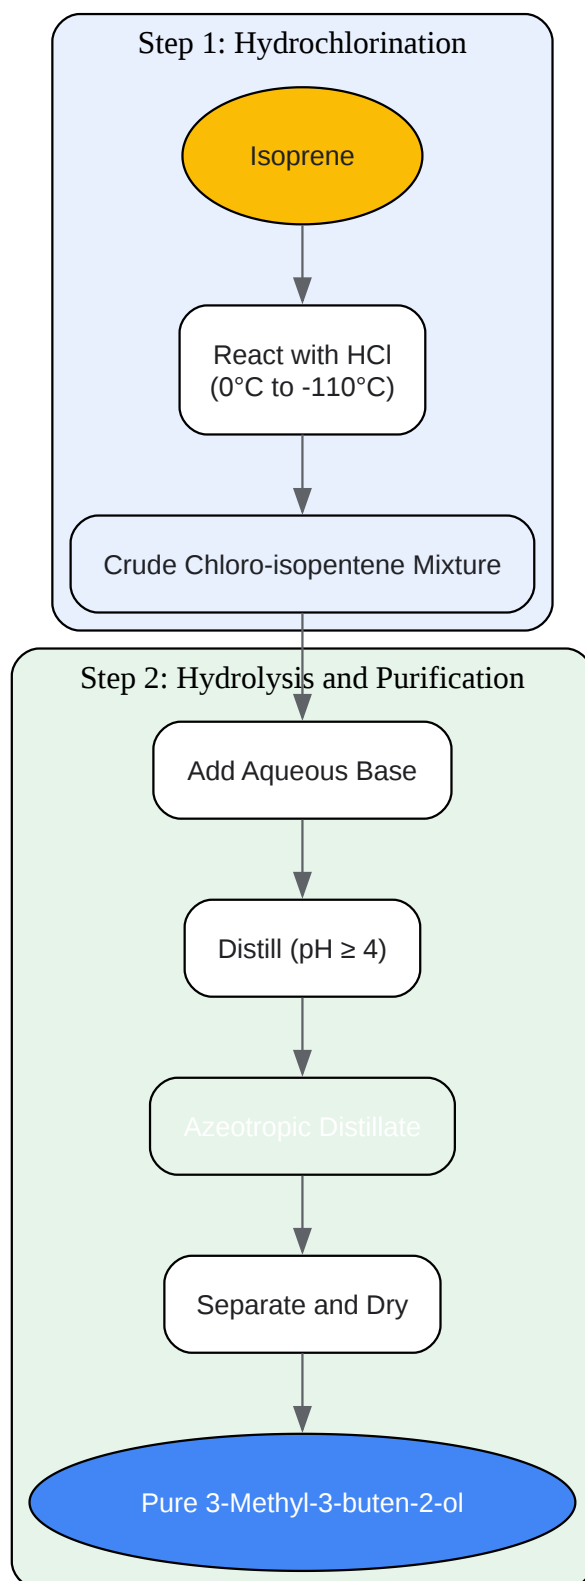 Step 1: Hydrochlorination
Isoprene
React with HCl
(0°C to -110°C)
Crude Chloro-isopentene Mixture
Step 2: Hydrolysis and Purification
Add Aqueous Base
Distill (pH ≥ 4)
Azeotropic Distillate
Separate and Dry
Pure 3-Methyl-3-buten-2-ol